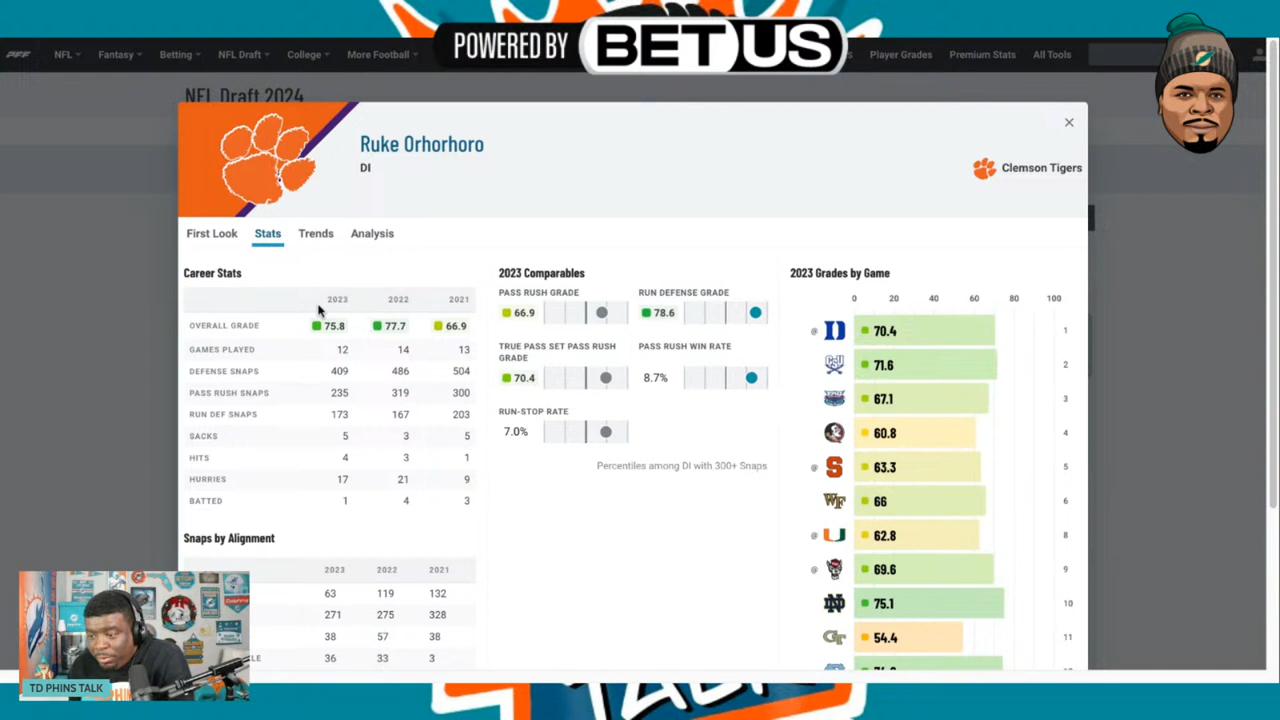 POWERED BY BETUS
PFF NFL Fantasy Betting NFL Draft College More Football Player Grades Premium Stats All Tools
NFL Draft 2024
Ruke Orhorhoro
DI
Clemson Tigers
First Look Stats Trends Analysis
Career Stats
2023 2022 2021
OVERALL GRADE 75.8 77.7 66.9
GAMES PLAYED 12 14 13
DEFENSE SNAPS 409 486 504
PASS RUSH SNAPS 235 319 300
RUN DEF SNAPS 173 167 203
SACKS 5 3 5
HITS 4 3 1
HURRIES 17 21 9
BATTED 1 4 3
Snaps by Alignment
2023 2022 2021
63 119 132
271 275 328
38 57 38
LE 36 33 3
2023 Comparables
PASS RUSH GRADE RUN DEFENSE GRADE
66.9 78.6
TRUE PASS SET PASS RUSH GRADE PASS RUSH WIN RATE
70.4 8.7%
RUN-STOP RATE
7.0%
Percentiles among DI with 300+ Snaps
2023 Grades by Game
0 20 40 60 80 100
@ 70.4 1
CSU 71.6 2
67.1 3
60.8 4
@ S 63.3 5
WF 66 6
@ 62.8 8
@ 69.6 9
ND 75.1 10
GT 54.4 11
TD PHINS TALK
TALK